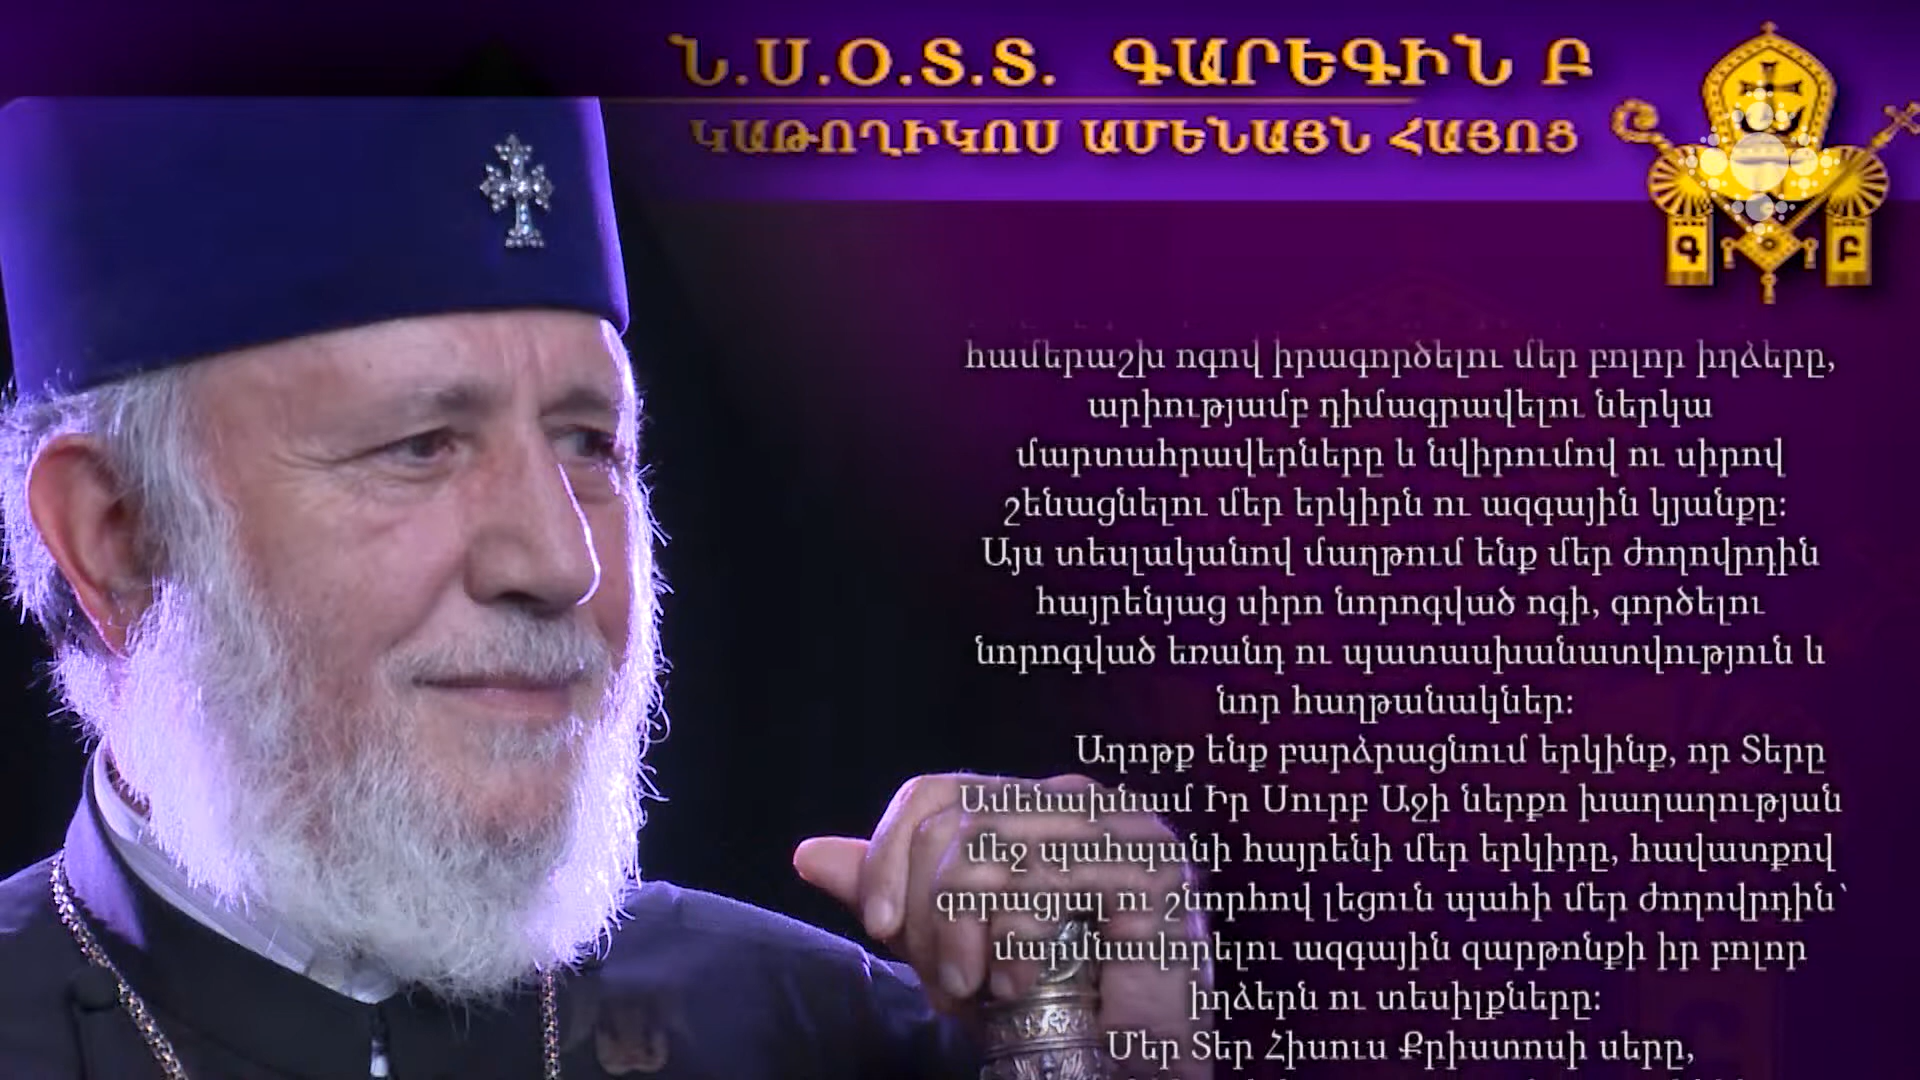 Ն.Ս.Օ.Տ.Տ. ԳԱՐԵԳԻՆ Բ
ԿԱԹՈՂԻԿՈՍ ԱՄԵՆԱՅՆ ՀԱՅՈՑ
Գ Բ
համերաշխ ոգով իրագործելու մեր բոլոր իղձերը,
արիությամբ դիմագրավելու ներկա
մարտահրավերները և նվիրումով ու սիրով
շենացնելու մեր երկիրն ու ազգային կյանքը:
Այս տեսլականով մաղթում ենք մեր ժողովրդին
հայրենյաց սիրո նորոգված ոգի, գործելու
նորոգված եռանդ ու պատասխանատվություն և
նոր հաղթանակներ:
Աղոթք ենք բարձրացնում երկինք, որ Տերը
Ամենախնամ Իր Սուրբ Աջի ներքո խաղաղության
մեջ պահպանի հայրենի մեր երկիրը, հավատքով
զորացյալ ու շնորհով լեցուն պահի մեր ժողովրդին՝
մարմնավորելու ազգային զարթոնքի իր բոլոր
իղձերն ու տեսիլքները:
Մեր Տեր Հիսուս Քրիստոսի սերը,